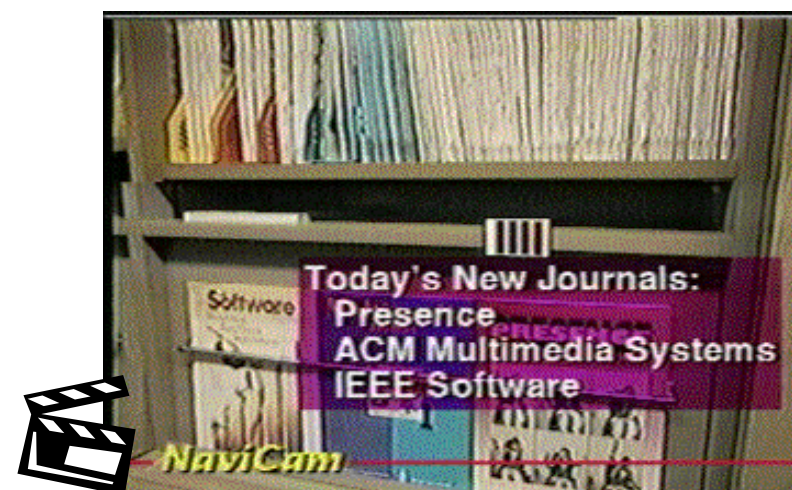 Software
Today's New Journals:
Presence
PRESENCE
ACM Multimedia Systems
IEEE Software
NaviCam